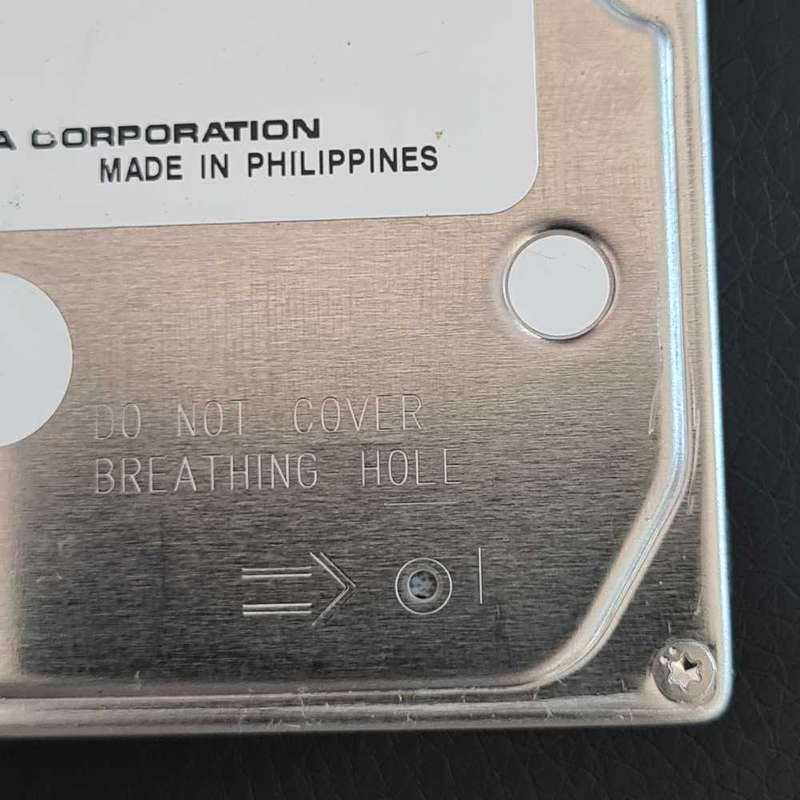 A CORPORATION
MADE IN PHILIPPINES
DO NOT COVER
BREATHING HOLE